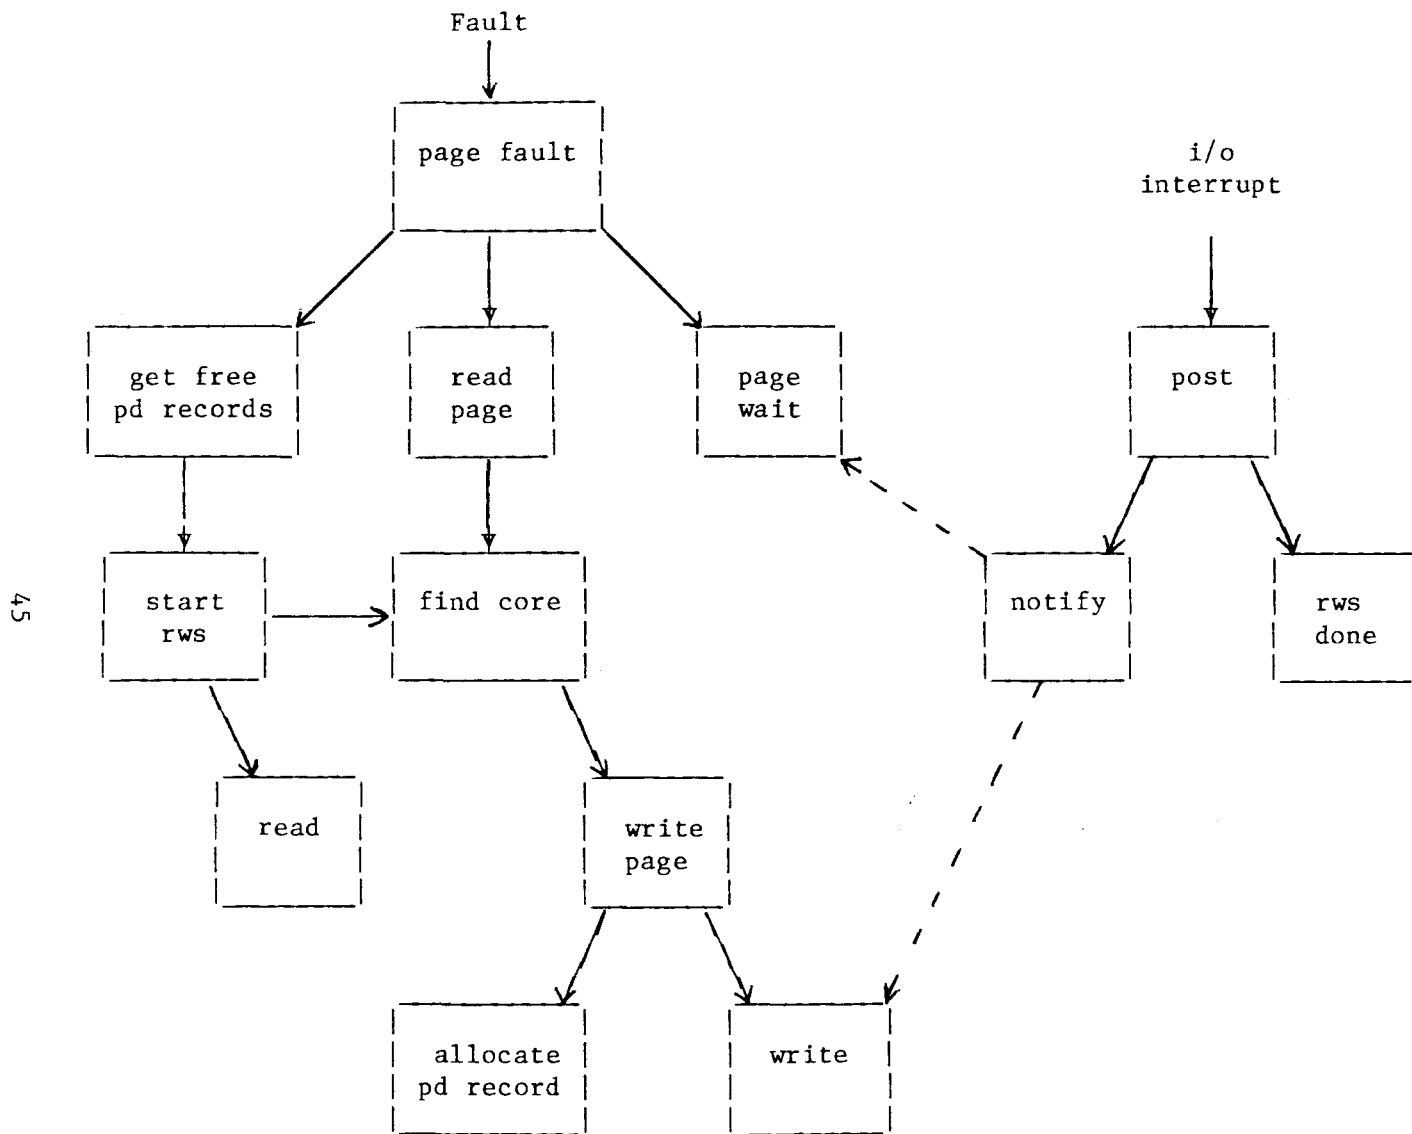 Fault
page fault
i/o
interrupt
get free
pd records
read
page
page
wait
post
start
rws
find core
notify
rws
done
45
read
write
page
allocate
pd record
write